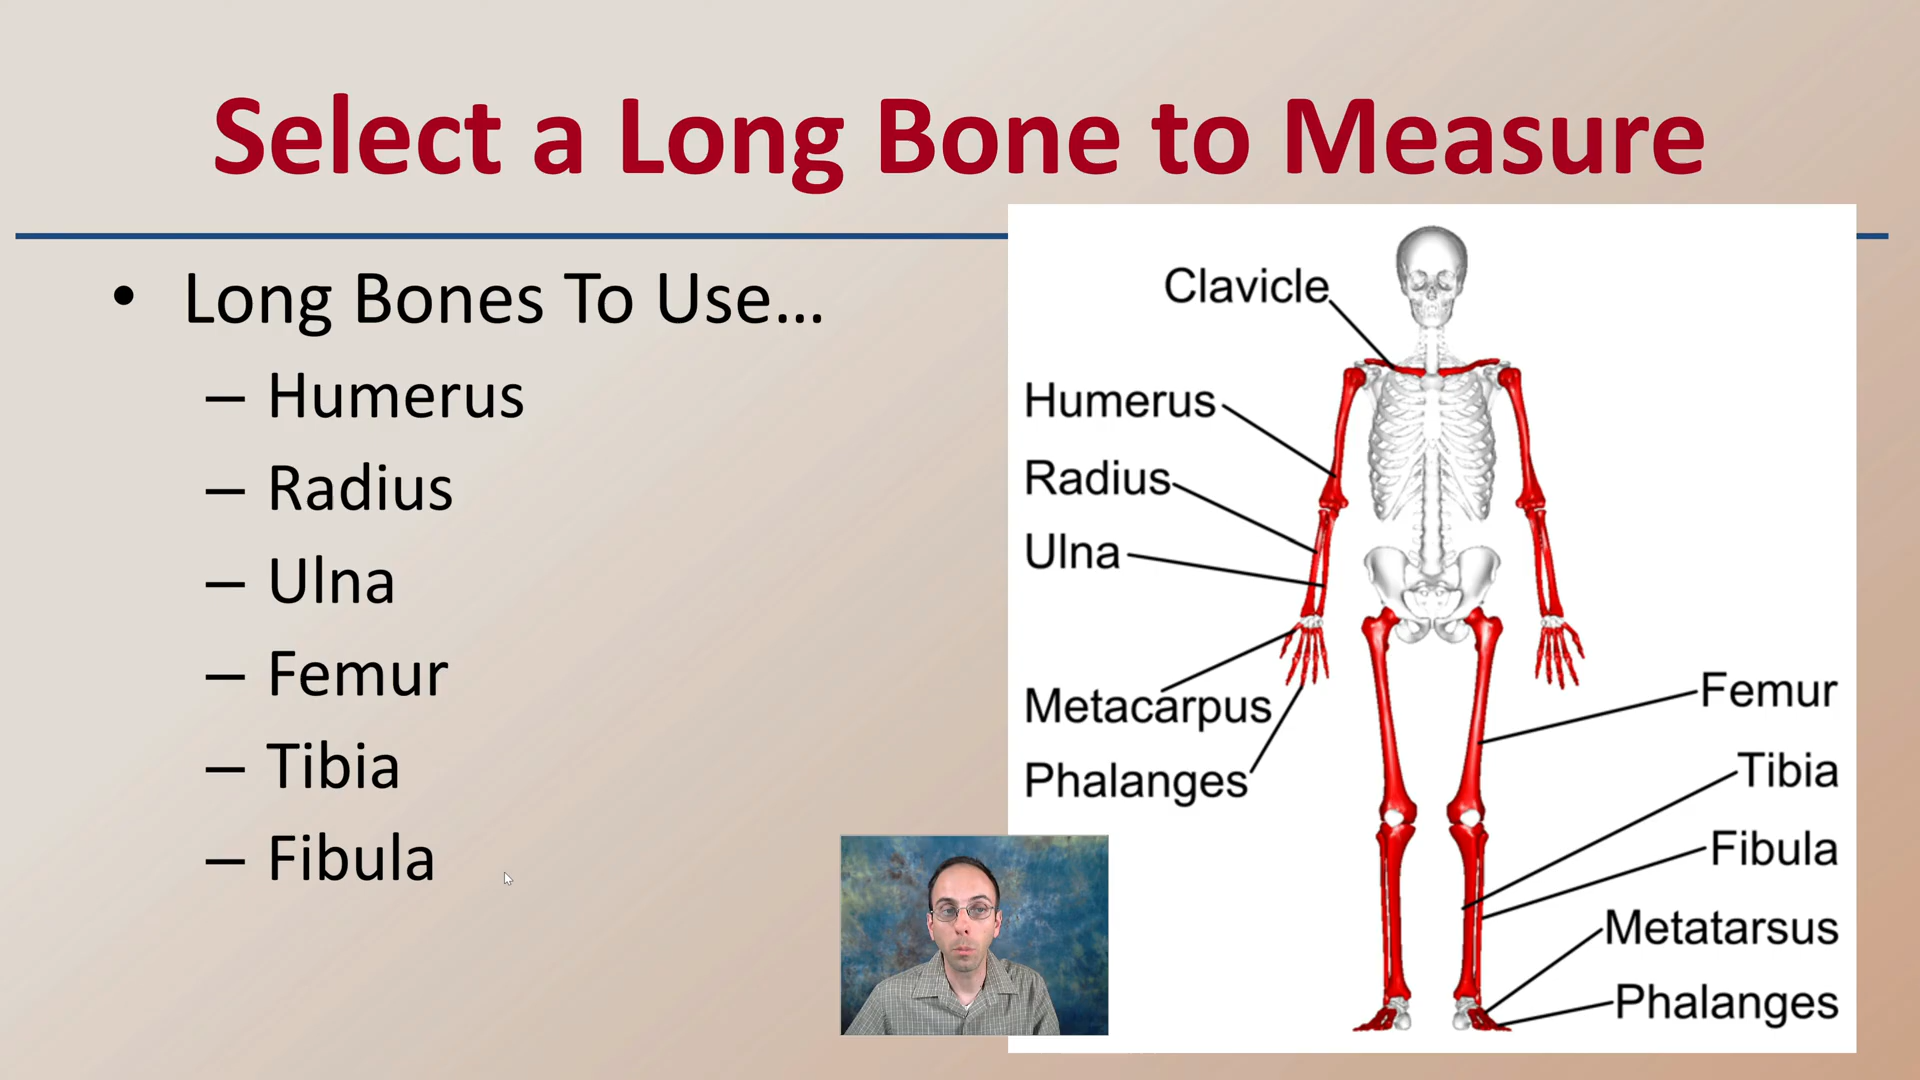 Select a Long Bone to Measure
• Long Bones To Use...
– Humerus
– Radius
– Ulna
– Femur
– Tibia
– Fibula
Clavicle
Humerus
Radius
Ulna
Metacarpus
Phalanges
Femur
Tibia
Fibula
Metatarsus
Phalanges